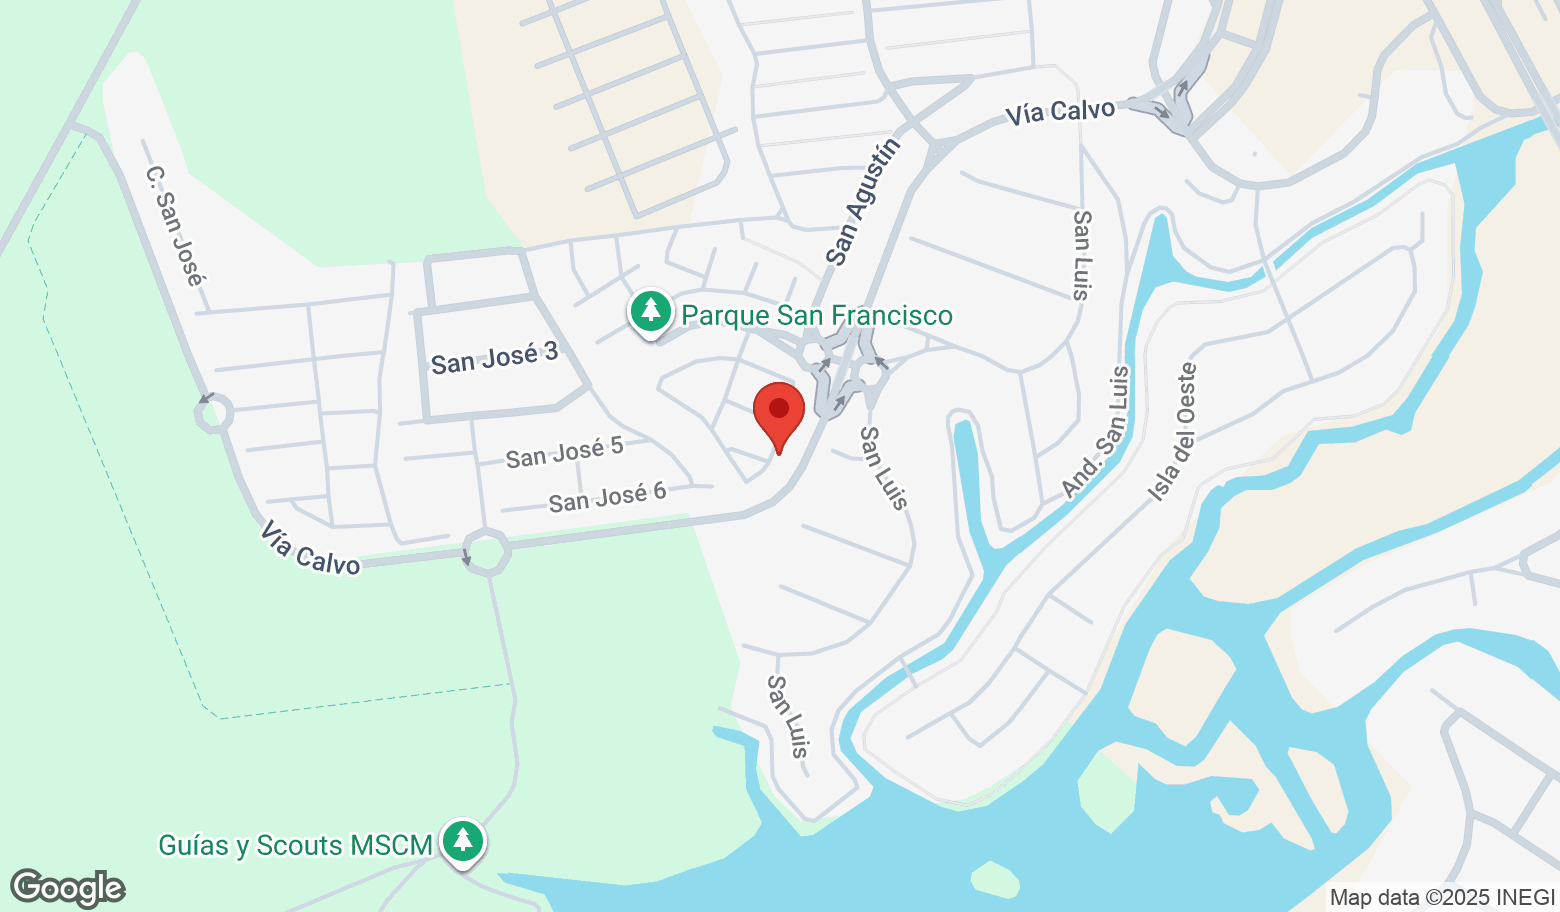 Vía Calvo
San Agustín
C. San José
San Luis
Parque San Francisco
San José 3
Isla del Oeste
And. San Luis
San José 5
San Luis
San José 6
Vía Calvo
San Luis
Guías y Scouts MSCM
Google
Map data ©2025 INEGI